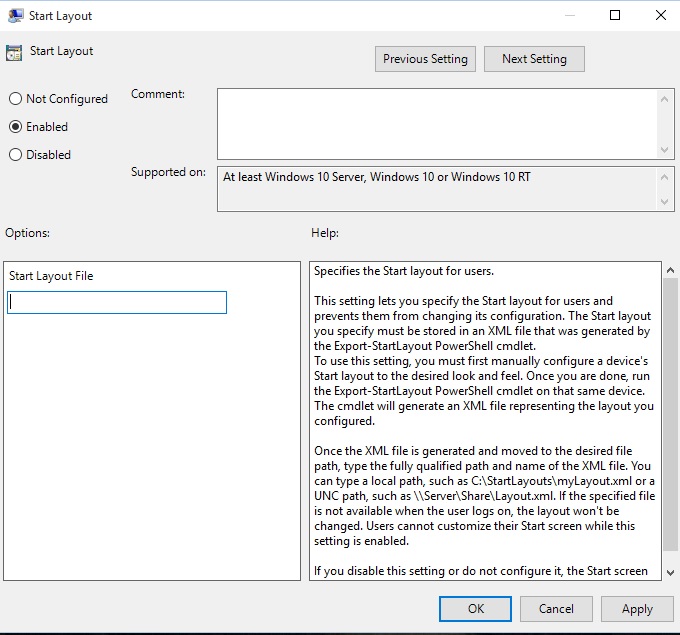 Start Layout
Start Layout
Previous Setting
Next Setting
Not Configured
Enabled
Disabled
Comment:
Supported on:
At least Windows 10 Server, Windows 10 or Windows 10 RT
Options:
Help:
Start Layout File
Specifies the Start layout for users.
This setting lets you specify the Start layout for users and
prevents them from changing its configuration. The Start layout
you specify must be stored in an XML file that was generated by
the Export-StartLayout PowerShell cmdlet.
To use this setting, you must first manually configure a device's
Start layout to the desired look and feel. Once you are done, run
the Export-StartLayout PowerShell cmdlet on that same device.
The cmdlet will generate an XML file representing the layout you
configured.
Once the XML file is generated and moved to the desired file
path, type the fully qualified path and name of the XML file. You
can type a local path, such as C:\StartLayouts\myLayout.xml or a
UNC path, such as \\Server\Share\Layout.xml. If the specified file
is not available when the user logs on, the layout won't be
changed. Users cannot customize their Start screen while this
setting is enabled.
If you disable this setting or do not configure it, the Start screen
OK
Cancel
Apply